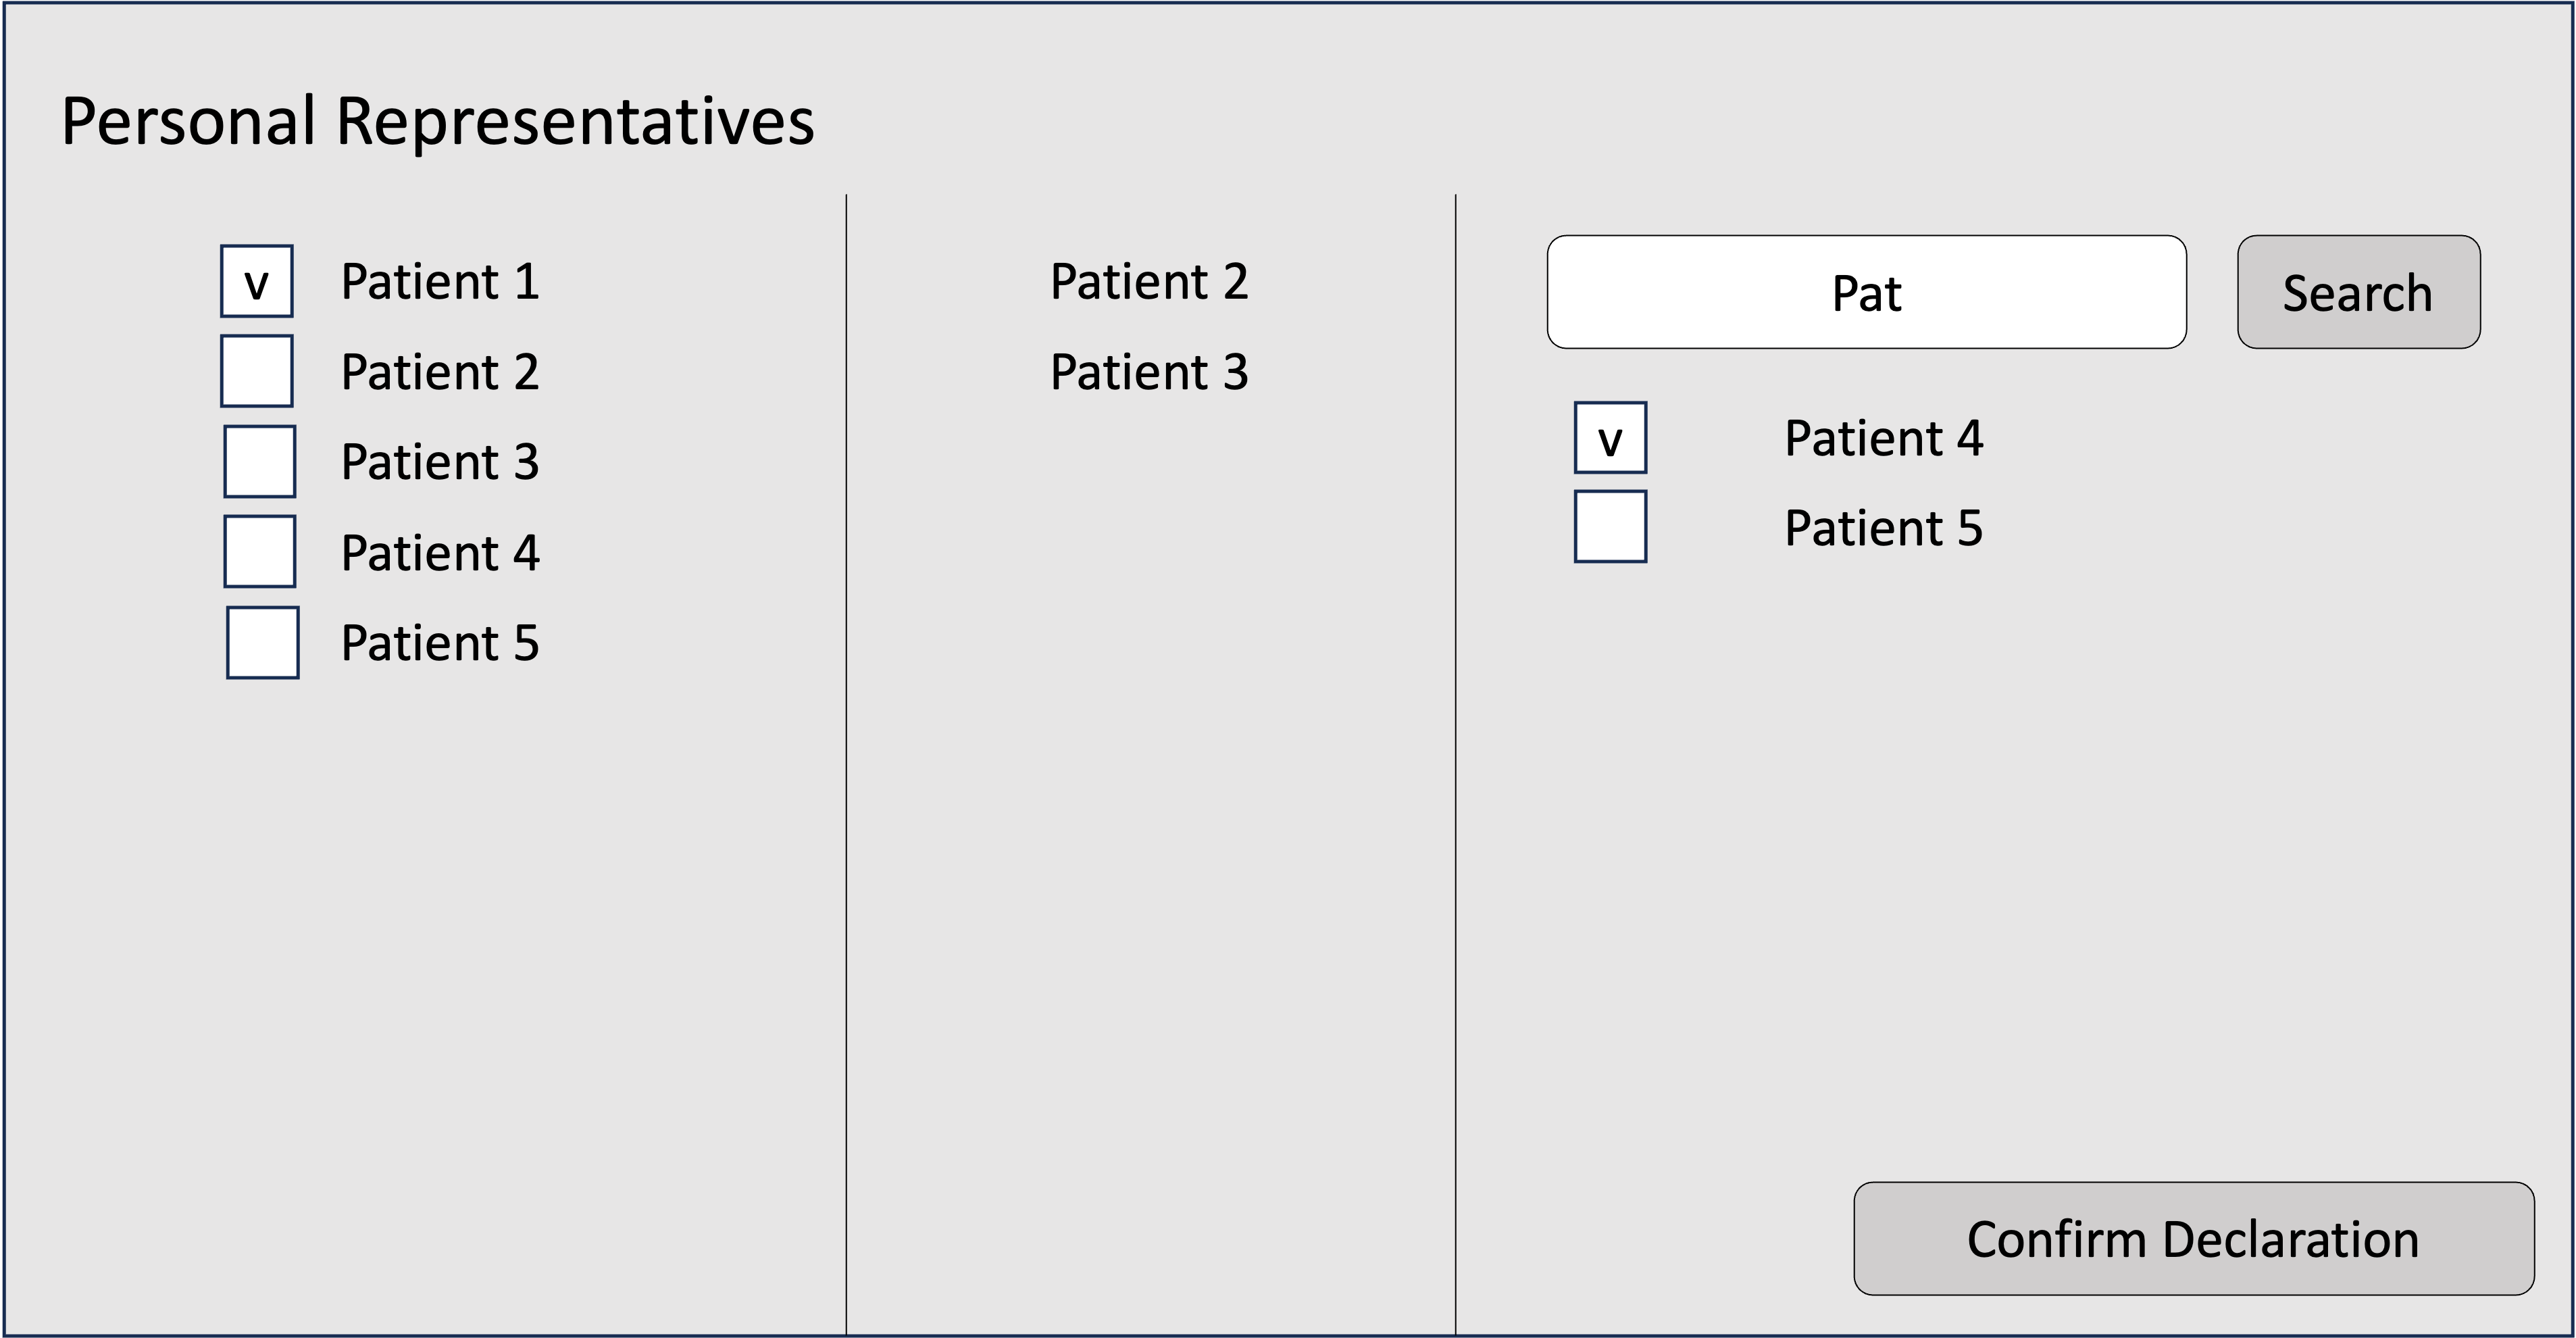 Personal Representatives
v Patient 1
Patient 2
Patient 3
Patient 4
Patient 5
Patient 2
Patient 3
Pat Search
v Patient 4
Patient 5
Confirm Declaration